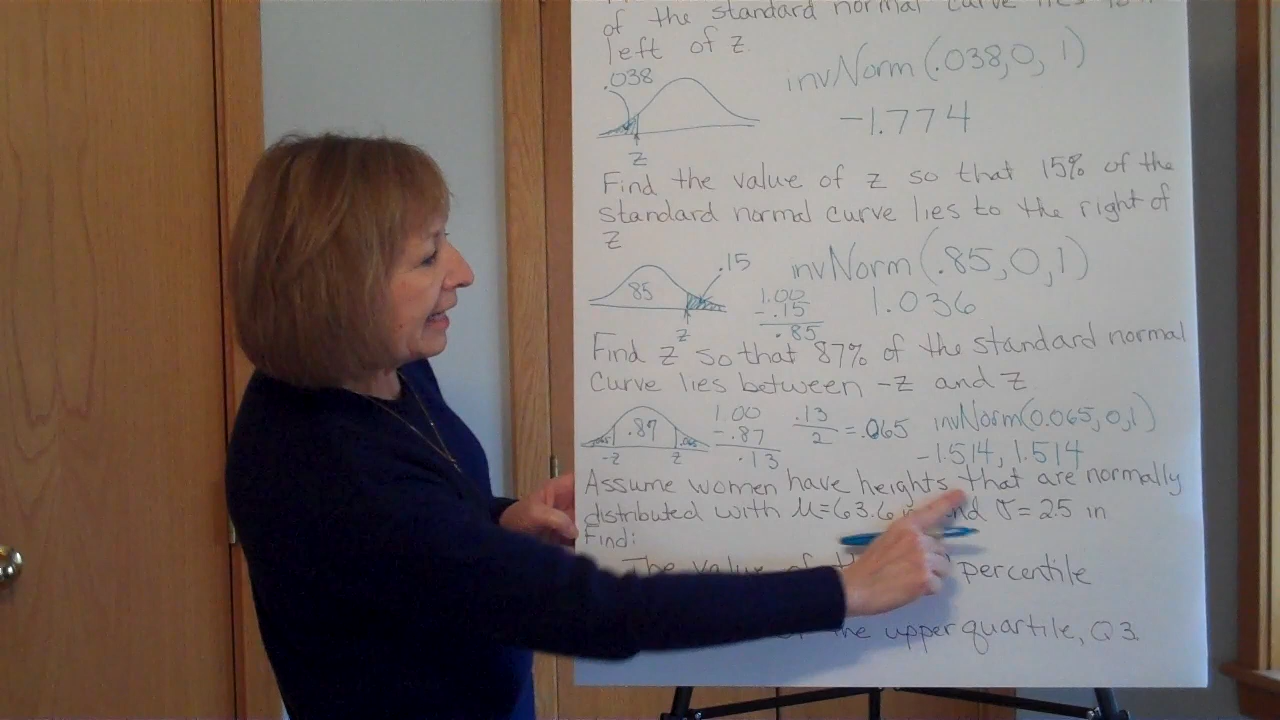 of the standard normal curve lies to
left of z.
.038
invNorm(.038,0, 1)
-1.774
z
Find the value of z so that 15% of the
standard normal curve lies to the right of
z
.15
invNorm(.85,0,1)
85
1.00
-.15
.85
1.036
z
Find z so that 87% of the standard normal
curve lies between -z and z
.87
1.00
-.87
.13
.13
2
=.065
invNorm(0.065,0,1)
-z
z
-1.514, 1.514
Assume women have heights that are normally
distributed with μ=63.6 in and σ=2.5 in
Find:
The value of percentile
the upper quartile, Q3.